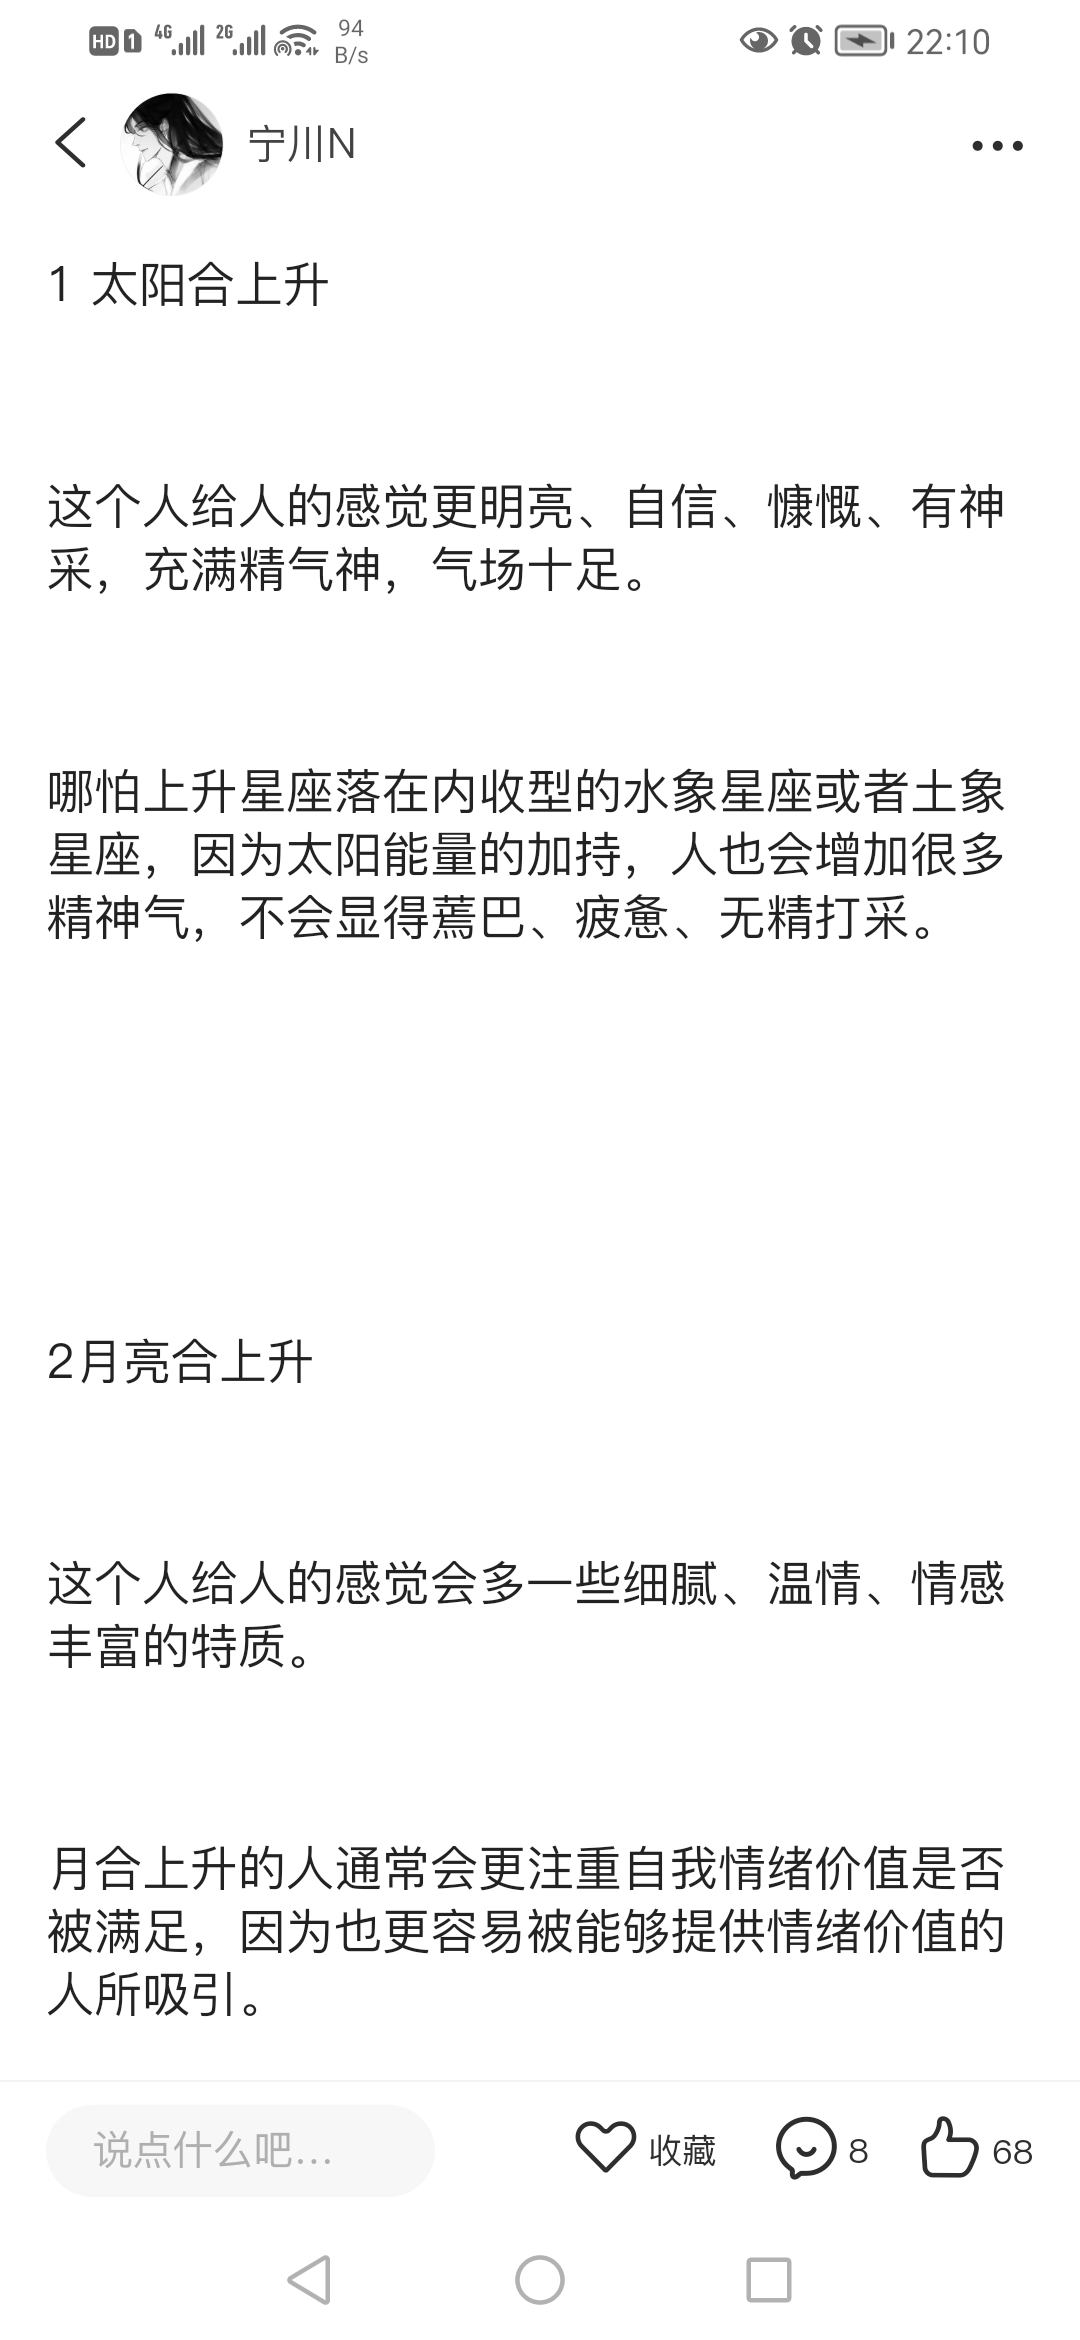 HD 1 4G 2G 94 B/s 22:10
宁川N
1 太阳合上升
这个人给人的感觉更明亮、自信、慷慨、有神
采，充满精气神，气场十足。
哪怕上升星座落在内收型的水象星座或者土象
星座，因为太阳能量的加持，人也会增加很多
精神气，不会显得蔫巴、疲惫、无精打采。
2月亮合上升
这个人给人的感觉会多一些细腻、温情、情感
丰富的特质。
月合上升的人通常会更注重自我情绪价值是否
被满足，因为也更容易被能够提供情绪价值的
人所吸引。
说点什么吧... 收藏 8 68